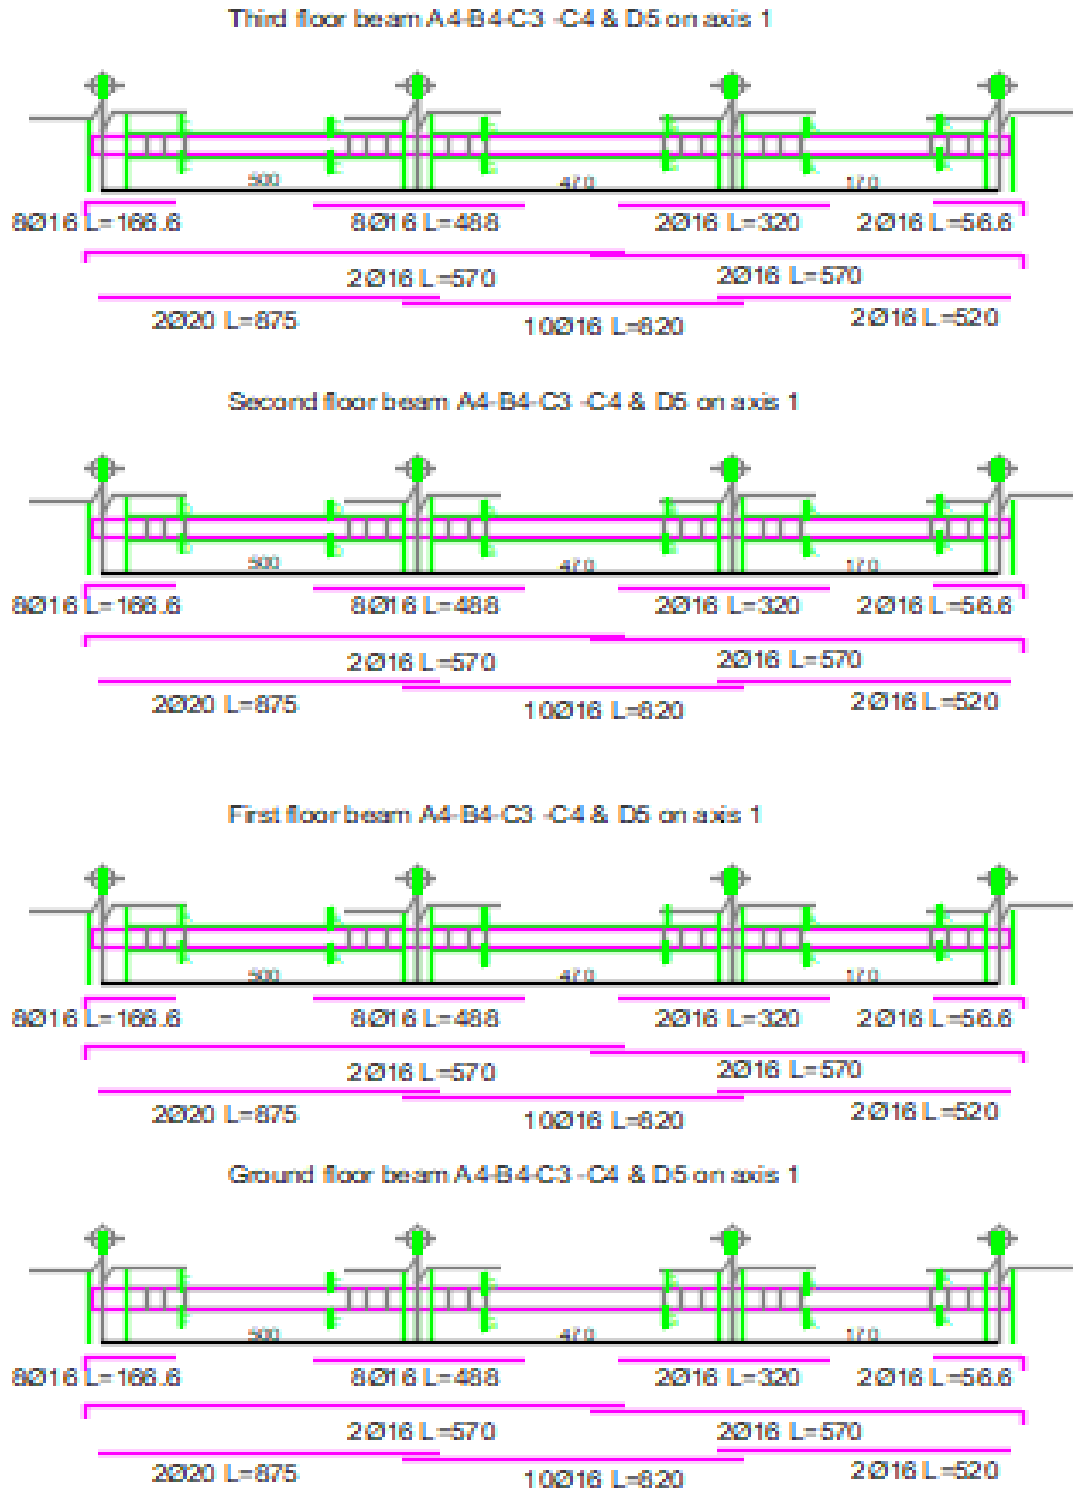 Third floor beam A4-B4-C3 -C4 & D5 on axis 1
500 470 170
8Ø16 L=166.6 8Ø16 L=488 2Ø16 L=320 2Ø16 L=56.6
2Ø16 L=570 2Ø16 L=570
2Ø20 L=875 10Ø16 L=820 2Ø16 L=520
Second floor beam A4-B4-C3 -C4 & D5 on axis 1
500 470 170
8Ø16 L=166.6 8Ø16 L=488 2Ø16 L=320 2Ø16 L=56.6
2Ø16 L=570 2Ø16 L=570
2Ø20 L=875 10Ø16 L=820 2Ø16 L=520
First floor beam A4-B4-C3 -C4 & D5 on axis 1
500 470 170
8Ø16 L=166.6 8Ø16 L=488 2Ø16 L=320 2Ø16 L=56.6
2Ø16 L=570 2Ø16 L=570
2Ø20 L=875 10Ø16 L=820 2Ø16 L=520
Ground floor beam A4-B4-C3 -C4 & D5 on axis 1
500 470 170
8Ø16 L=166.6 8Ø16 L=488 2Ø16 L=320 2Ø16 L=56.6
2Ø16 L=570 2Ø16 L=570
2Ø20 L=875 10Ø16 L=820 2Ø16 L=520